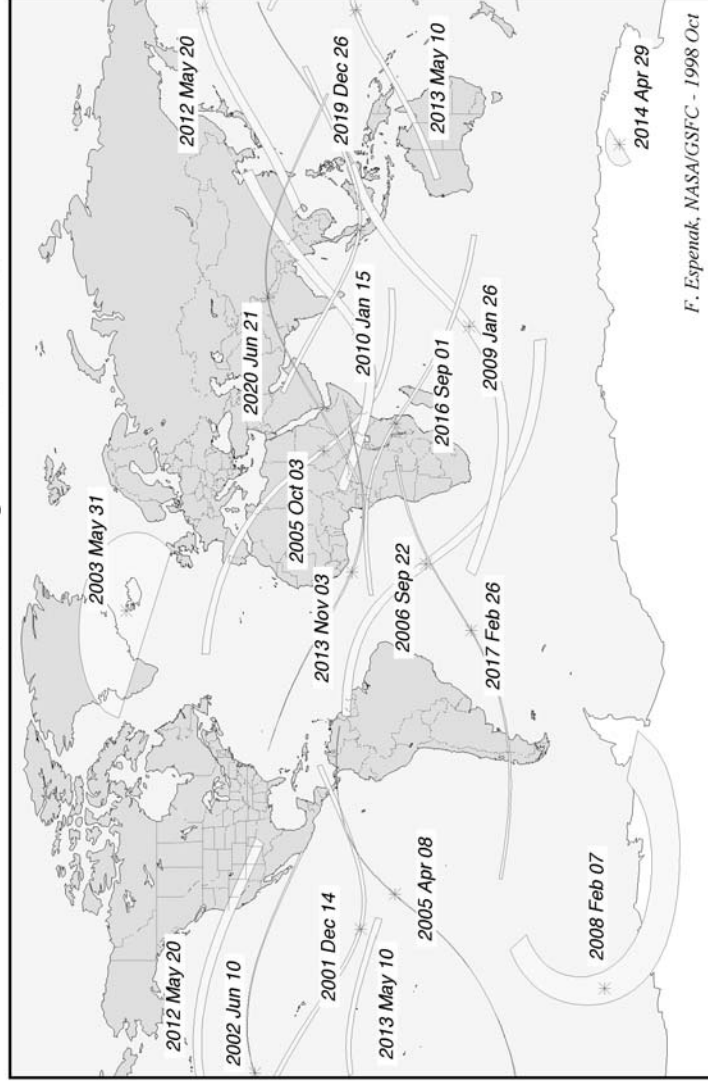 2003 May 31
2012 May 20
2012 May 20
2002 Jun 10
2020 Jun 21
2005 Oct 03
2013 Nov 03
2001 Dec 14
2019 Dec 26
2010 Jan 15
2013 May 10
2006 Sep 22
2005 Apr 08
2016 Sep 01
2013 May 10
2017 Feb 26
2009 Jan 26
2008 Feb 07
2014 Apr 29
F. Espenak, NASA/GSFC - 1998 Oct